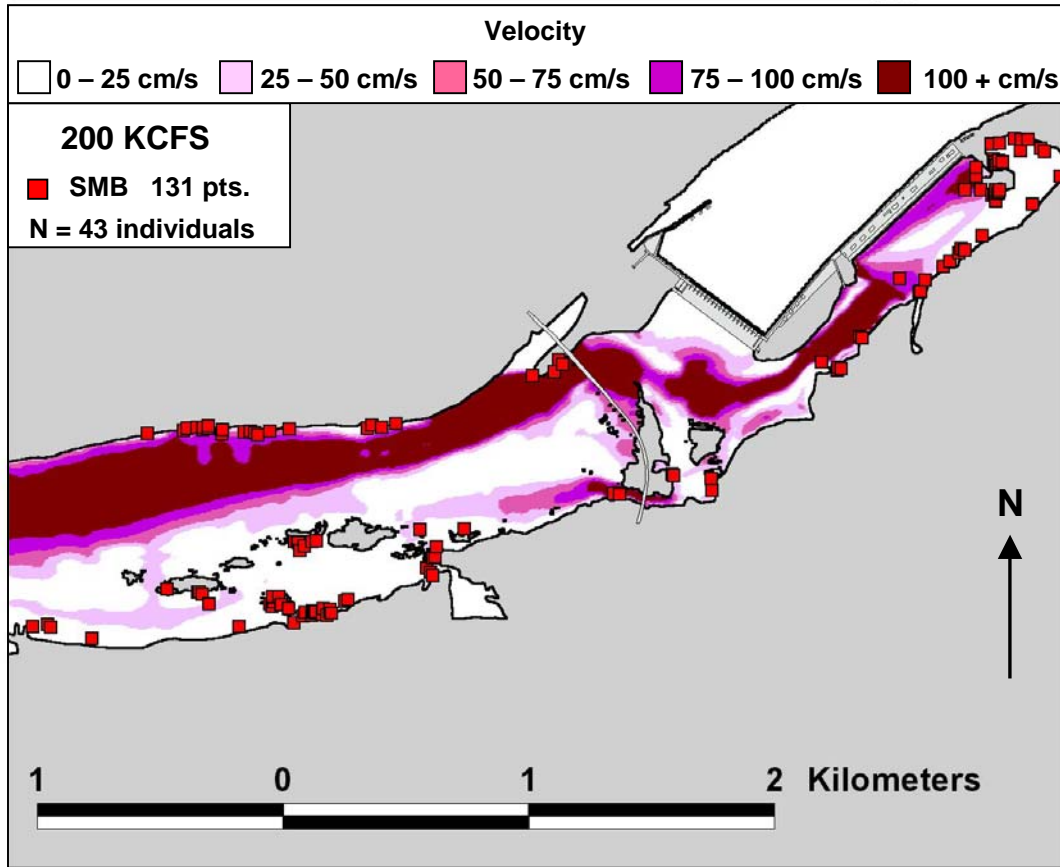 Velocity
0 – 25 cm/s 25 – 50 cm/s 50 – 75 cm/s 75 – 100 cm/s 100 + cm/s
200 KCFS
SMB 131 pts.
N = 43 individuals
N
1 0 1 2 Kilometers